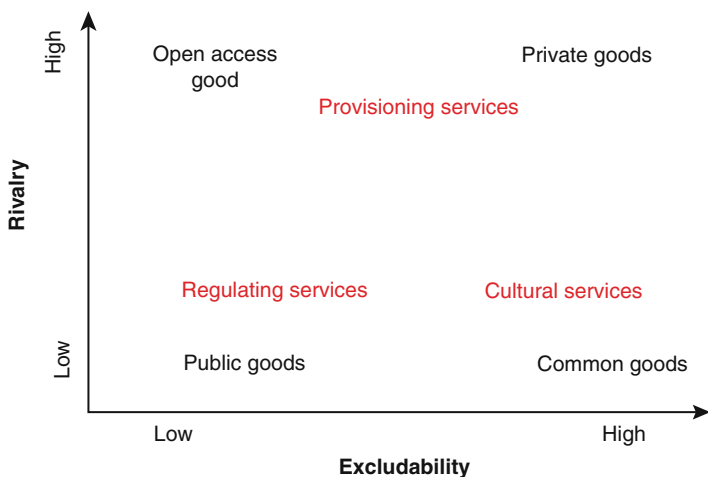 High
Open access
good
Private goods
Provisioning services
Rivalry
Regulating services
Cultural services
Low
Public goods
Common goods
Low
High
Excludability